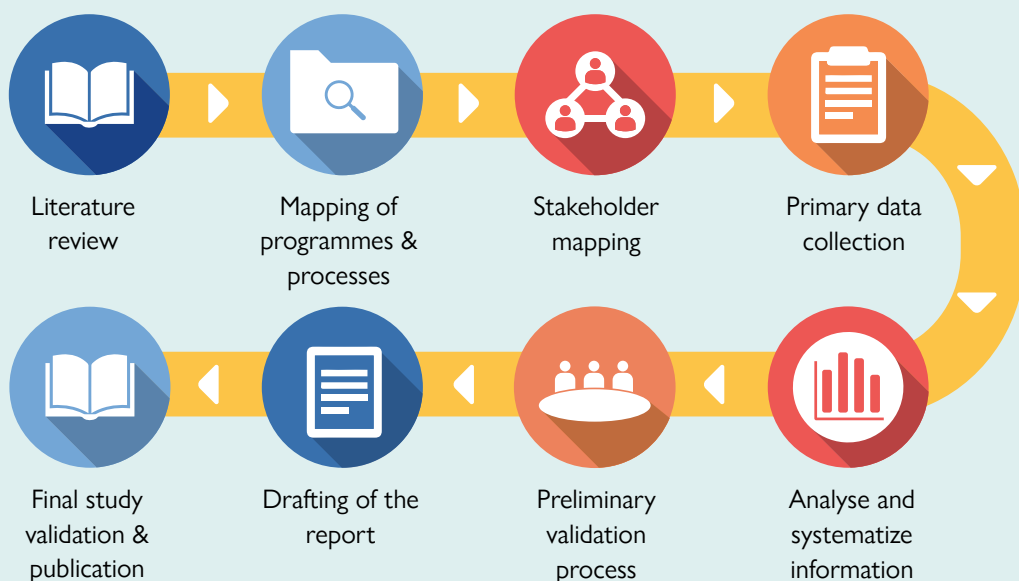 Literature
review
Mapping of
programmes &
processes
Stakeholder
mapping
Primary data
collection
Analyse and
systematize
information
Preliminary
validation
process
Drafting of the
report
Final study
validation &
publication